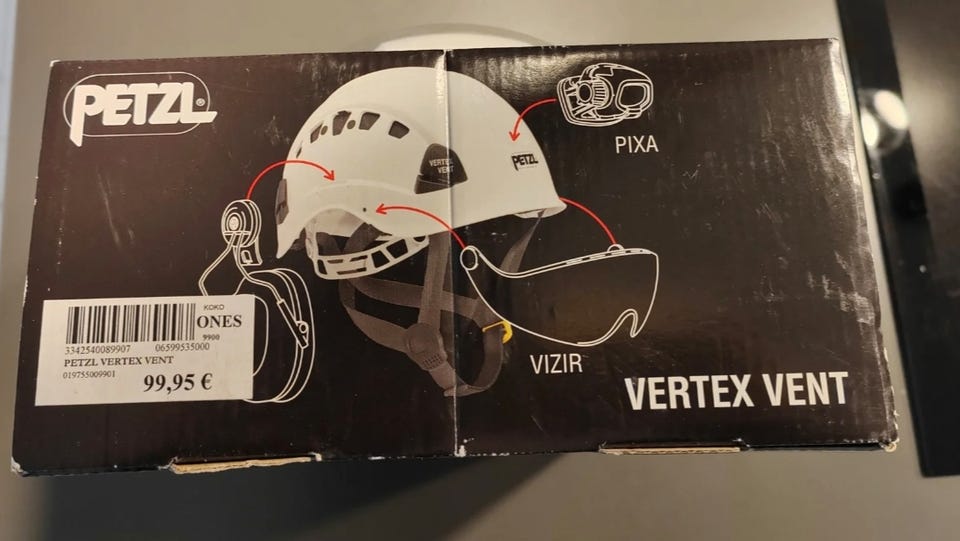 PETZL®
VERTEX
VENT
PETZL
PIXA
KOKO
ONES
9900
3342540089907 06599535000
PETZL VERTEX VENT
019755009901
99,95 €
VIZIR
VERTEX VENT